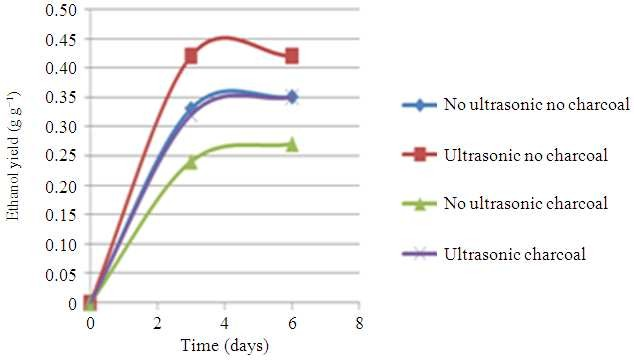 0.50
0.45
0.40
0.35
0.30
0.25
0.20
0.15
0.10
0.05
0
Ethanol yield (g g⁻¹)
0 2 4 6 8
Time (days)
No ultrasonic no charcoal
Ultrasonic no charcoal
No ultrasonic charcoal
Ultrasonic charcoal